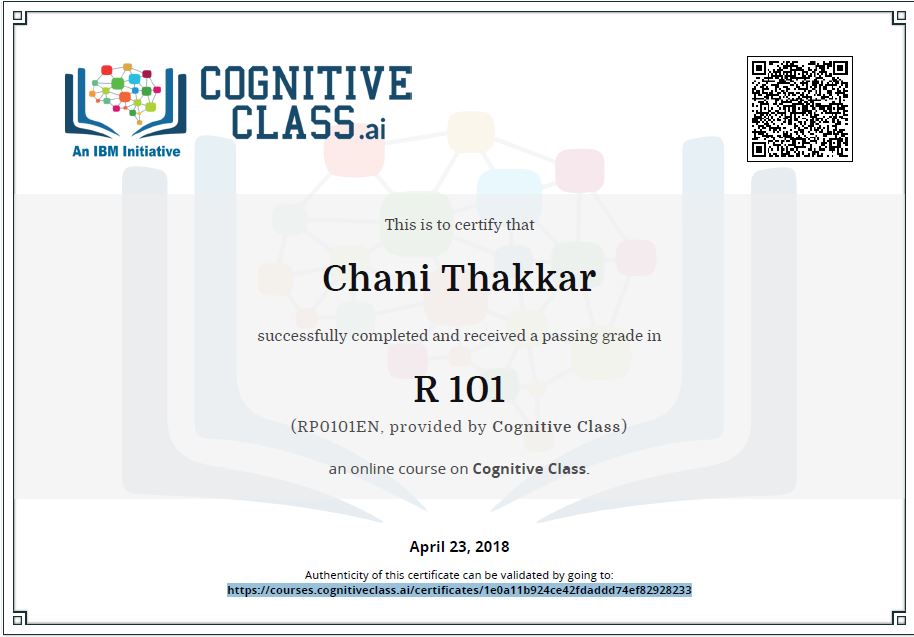 COGNITIVE
CLASS.ai
An IBM Initiative
This is to certify that
Chani Thakkar
successfully completed and received a passing grade in
R 101
(RP0101EN, provided by Cognitive Class)
an online course on Cognitive Class.
April 23, 2018
Authenticity of this certificate can be validated by going to:
https://courses.cognitiveclass.ai/certificates/1e0a11b924ce42fdaddd74ef82928233